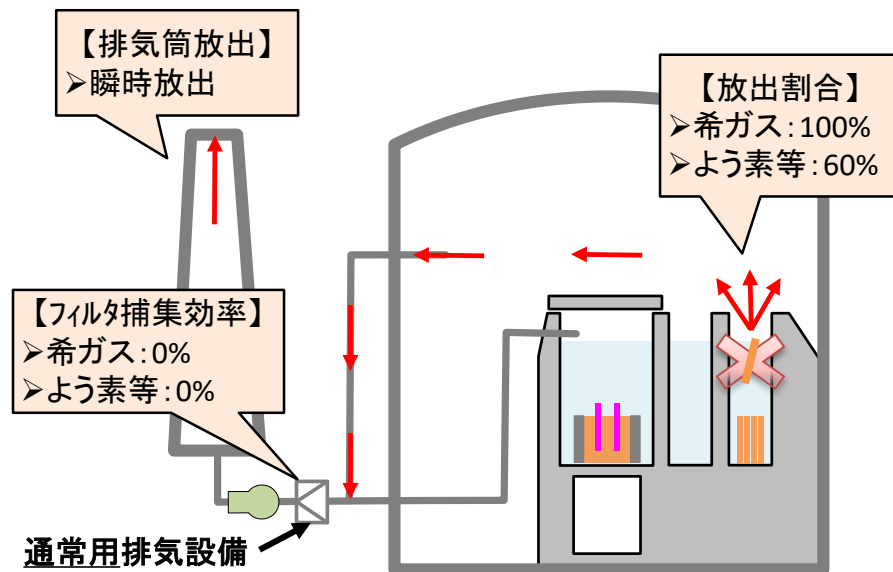 【排気筒放出】
➢瞬時放出
【放出割合】
➢希ガス:100%
➢よう素等:60%
【フィルタ捕集効率】
➢希ガス:0%
➢よう素等:0%
通常用排気設備